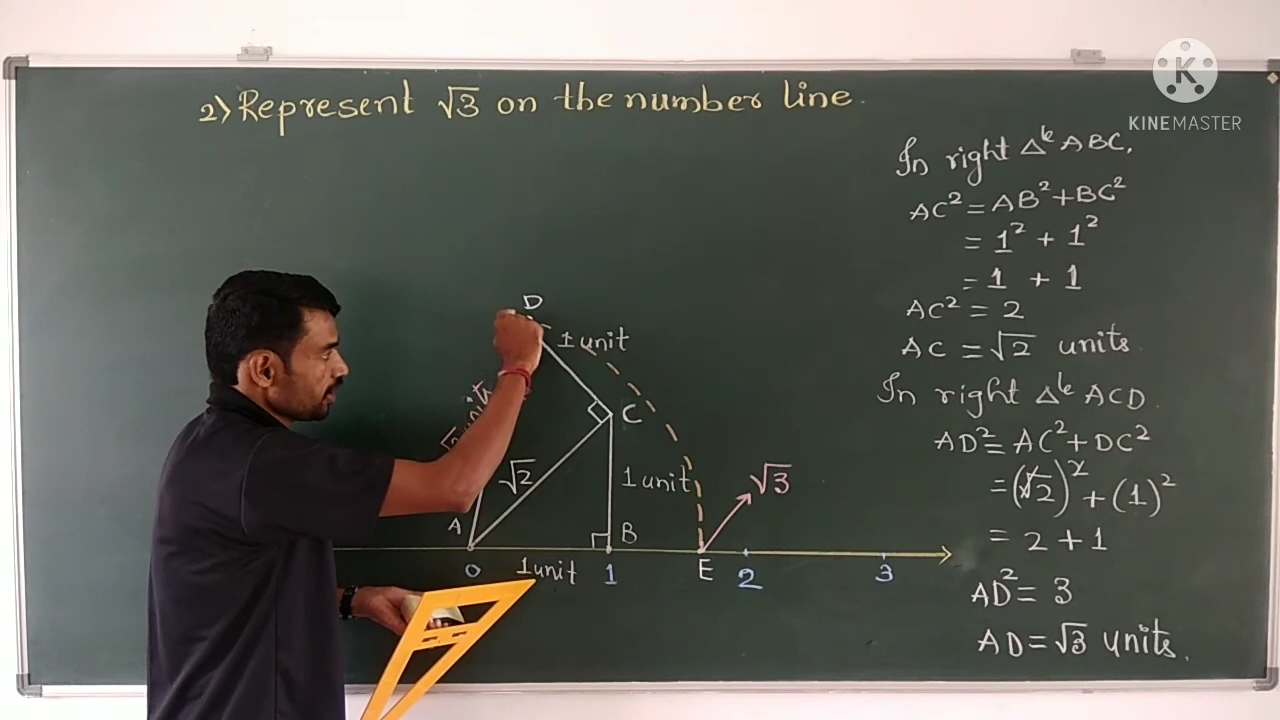 2) Represent √3 on the number line.
KINEMASTER
In right Δle ABC,
AC² = AB² + BC²
= 1² + 1²
= 1 + 1
AC² = 2
AC = √2 units
In right Δle ACD.
AD² = AC² + DC²
= (√2)² + (1)²
= 2 + 1
AD² = 3
AD = √3 units.
D
1 unit
C
√2
1 unit
√3
A
B
0
1 unit
1
E
2
3